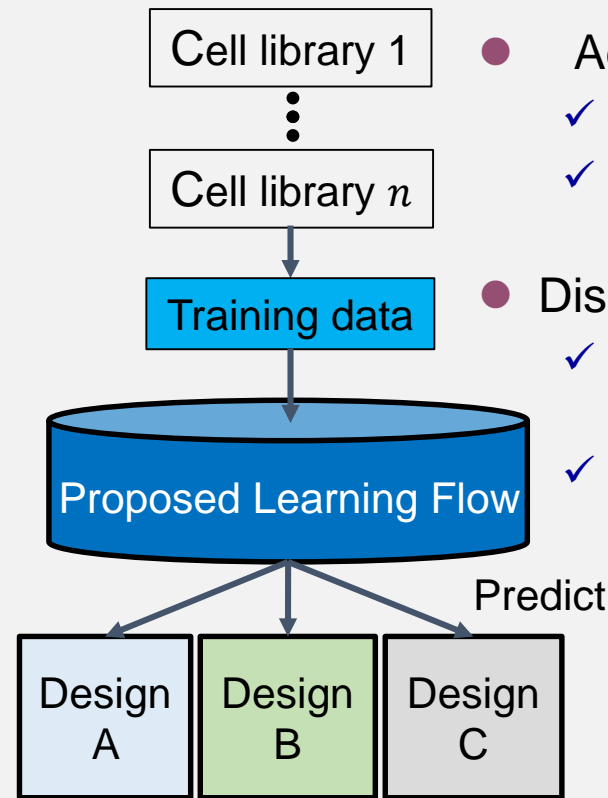 Cell library 1
Cell library n
Training data
Proposed Learning Flow
Predict
Design
A
Design
B
Design
C